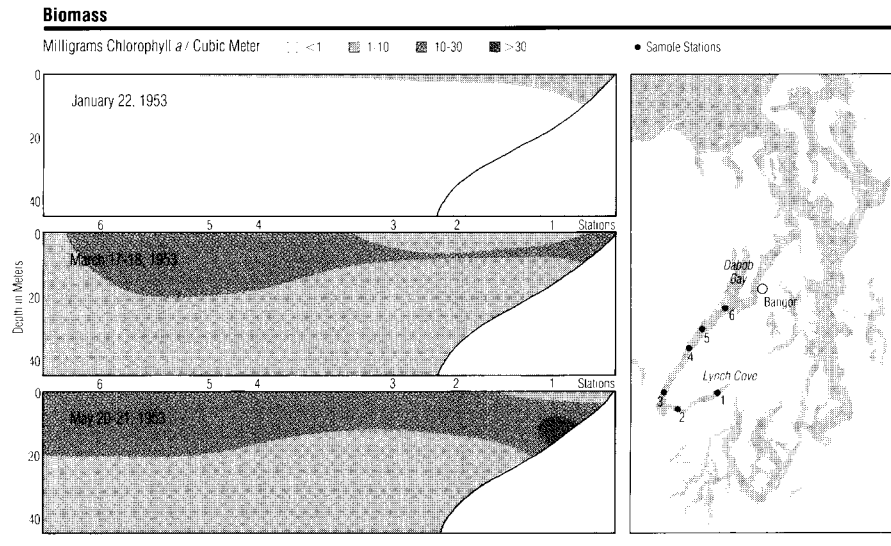 Biomass
Milligrams Chlorophyll a / Cubic Meter <1 1-10 10-30 >30 Sample Stations
0
January 22, 1953
20
40
6 5 4 3 2 1 Stations
0
March 17-18, 1953
20
40
Depth in Meters
6 5 4 3 2 1 Stations
0
May 20-21, 1953
20
40
Dabob
Bay
Bangor
6
5
4
Lynch Cove
3
2
1